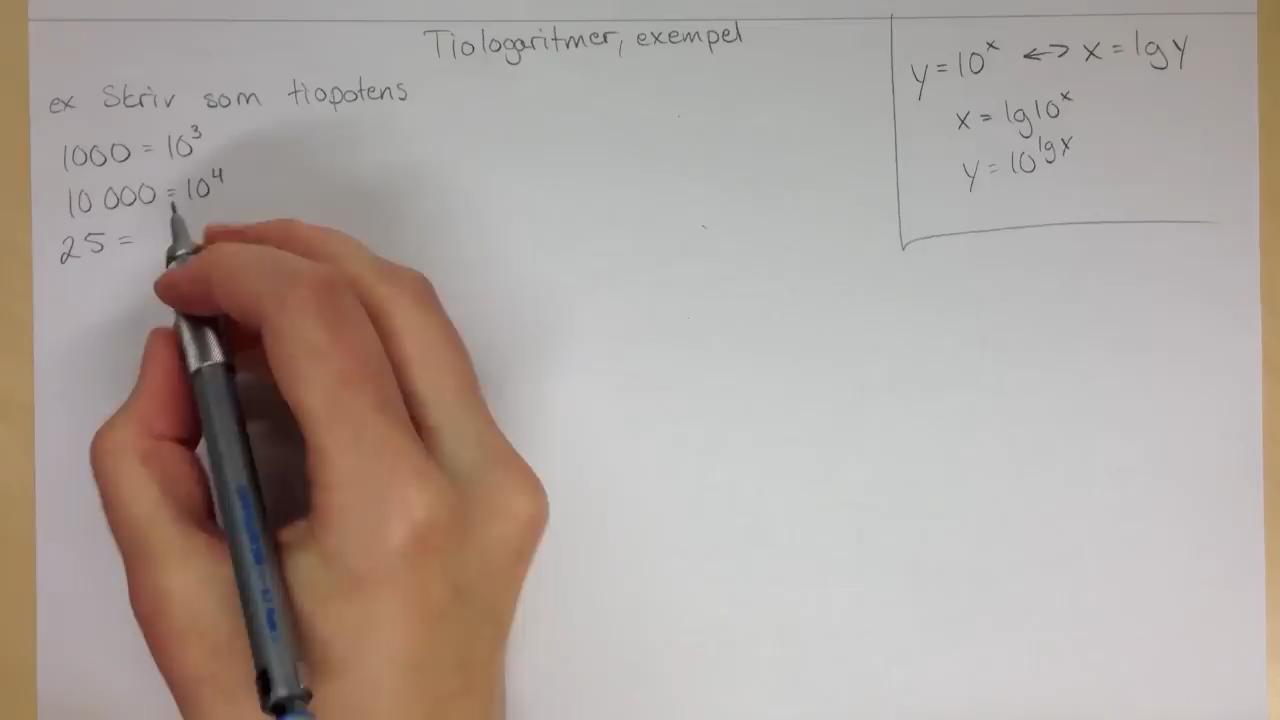 Tiologaritmer, exempel
ex Skriv som tiopotens
1000 = 10³
10 000 = 10⁴
25 =
y = 10ˣ ↔ x = lg y
x = lg 10ˣ
y = 10^lg x